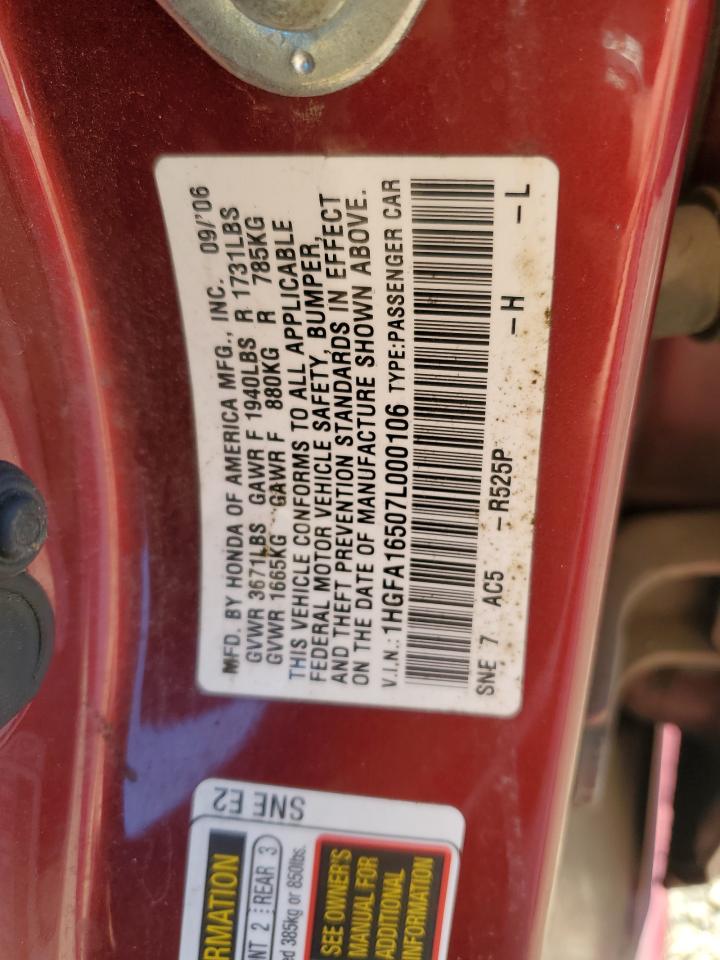 MFD. BY HONDA OF AMERICA MFG., INC. 09/'06
GVWR 3671LBS GAWR F 1940LBS R 1731LBS
GVWR 1665KG GAWR F 880KG R 785KG
THIS VEHICLE CONFORMS TO ALL APPLICABLE
FEDERAL MOTOR VEHICLE SAFETY, BUMPER,
AND THEFT PREVENTION STANDARDS IN EFFECT
ON THE DATE OF MANUFACTURE SHOWN ABOVE.
V.I.N.:1HGFA16507L000106 TYPE:PASSENGER CAR
SNE 7 AC5 -R525P -H -L
SNE E2
REAR 3
2
385kg or 850lbs.
SEE OWNER'S
MANUAL FOR
ADDITIONAL
INFORMATION